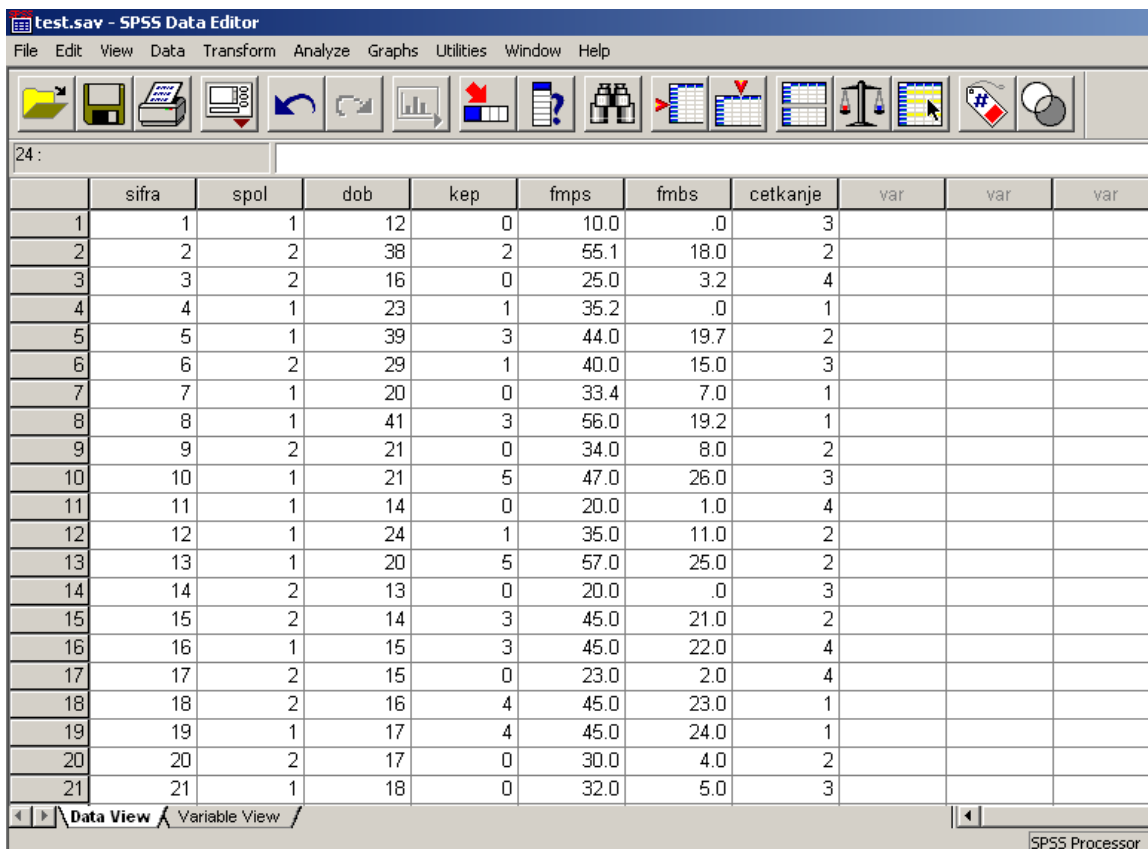 test.sav - SPSS Data Editor
File Edit View Data Transform Analyze Graphs Utilities Window Help
24 :
sifra spol dob kep fmps fmbs cetkanje var var var
1 1 1 12 0 10.0 .0 3
2 2 2 38 2 55.1 18.0 2
3 3 2 16 0 25.0 3.2 4
4 4 1 23 1 35.2 .0 1
5 5 1 39 3 44.0 19.7 2
6 6 2 29 1 40.0 15.0 3
7 7 1 20 0 33.4 7.0 1
8 8 1 41 3 56.0 19.2 1
9 9 2 21 0 34.0 8.0 2
10 10 1 21 5 47.0 26.0 3
11 11 1 14 0 20.0 1.0 4
12 12 1 24 1 35.0 11.0 2
13 13 1 20 5 57.0 25.0 2
14 14 2 13 0 20.0 .0 3
15 15 2 14 3 45.0 21.0 2
16 16 1 15 3 45.0 22.0 4
17 17 2 15 0 23.0 2.0 4
18 18 2 16 4 45.0 23.0 1
19 19 1 17 4 45.0 24.0 1
20 20 2 17 0 30.0 4.0 2
21 21 1 18 0 32.0 5.0 3
Data View Variable View
SPSS Processor